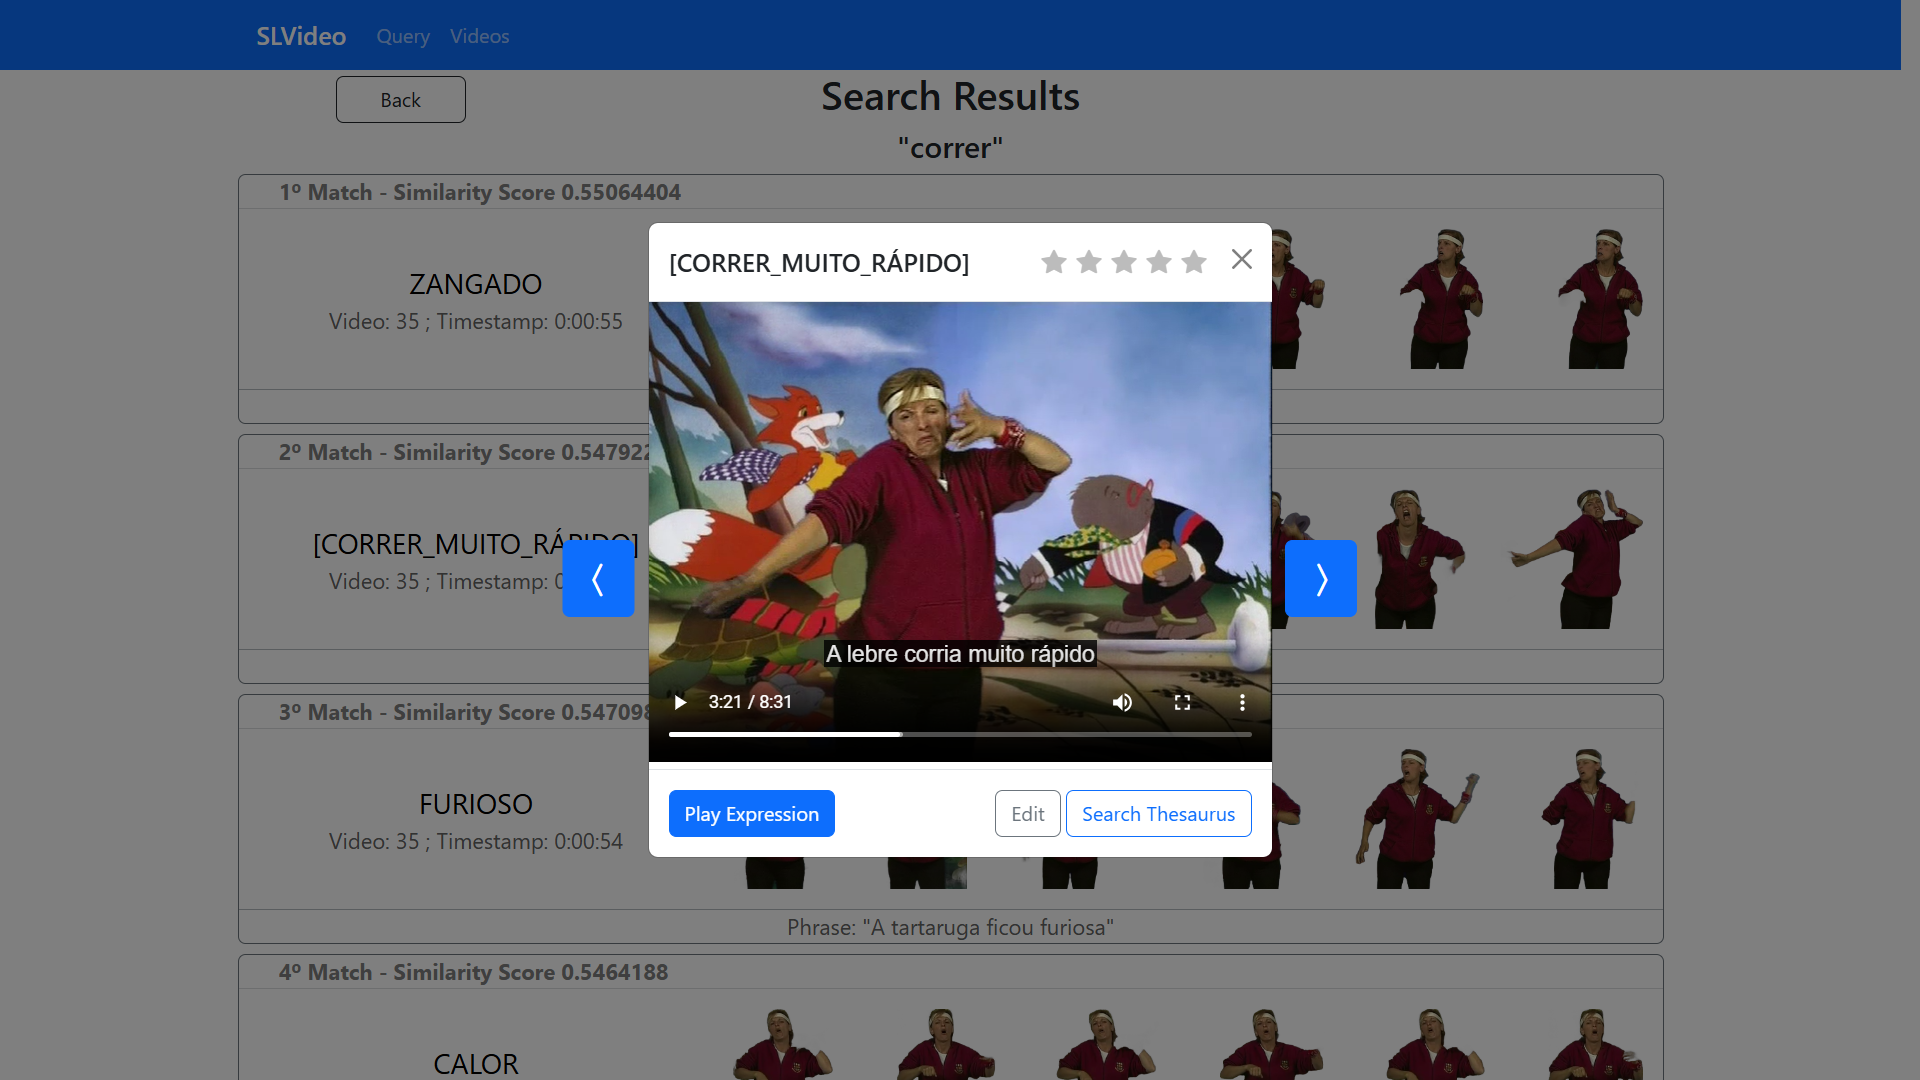 SLVideo Query Videos
Back
Search Results
"correr"
1º Match - Similarity Score 0.55064404
ZANGADO
Video: 35 ; Timestamp: 0:00:55
[CORRER_MUITO_RÁPIDO]
2º Match - Similarity Score 0.547922
[CORRER_MUITO_RÁPIDO]
Video: 35 ; Timestamp: 0
A lebre corria muito rápido
3:21 / 8:31
3º Match - Similarity Score 0.547098
Play Expression
Edit
Search Thesaurus
FURIOSO
Video: 35 ; Timestamp: 0:00:54
Phrase: "A tartaruga ficou furiosa"
4º Match - Similarity Score 0.5464188
CALOR